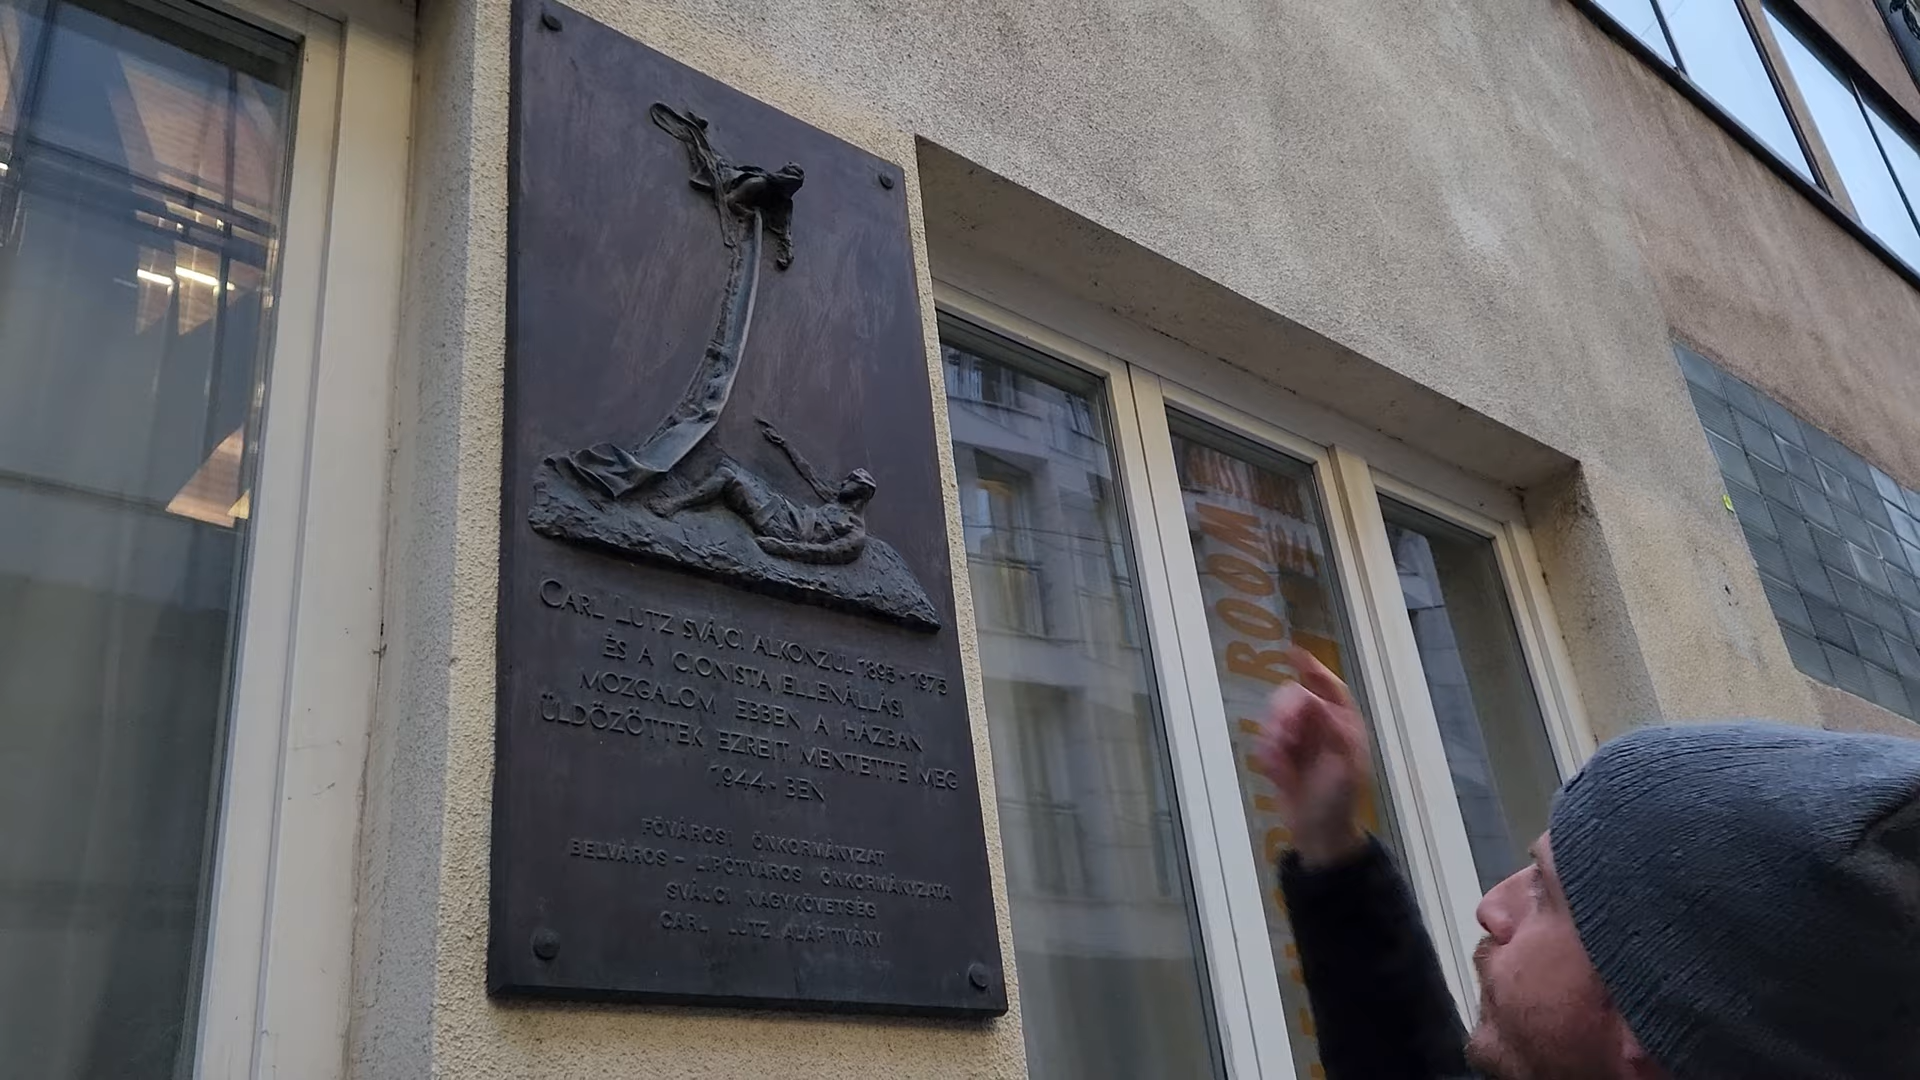 CARL LUTZ SVÁJCI ALKONZUL 1895-1975
ÉS A CIONISTA ELLENÁLLÁSI
MOZGALOM EBBEN A HÁZBAN
ÜLDÖZÖTTEK EZREIT MENTETTE MEG
1944-BEN
FŐVÁROSI ÖNKORMÁNYZAT
BELVÁROS-LIPÓTVÁROS ÖNKORMÁNYZATA
SVÁJCI NAGYKÖVETSÉG
CARL LUTZ ALAPÍTVÁNY
ROOM